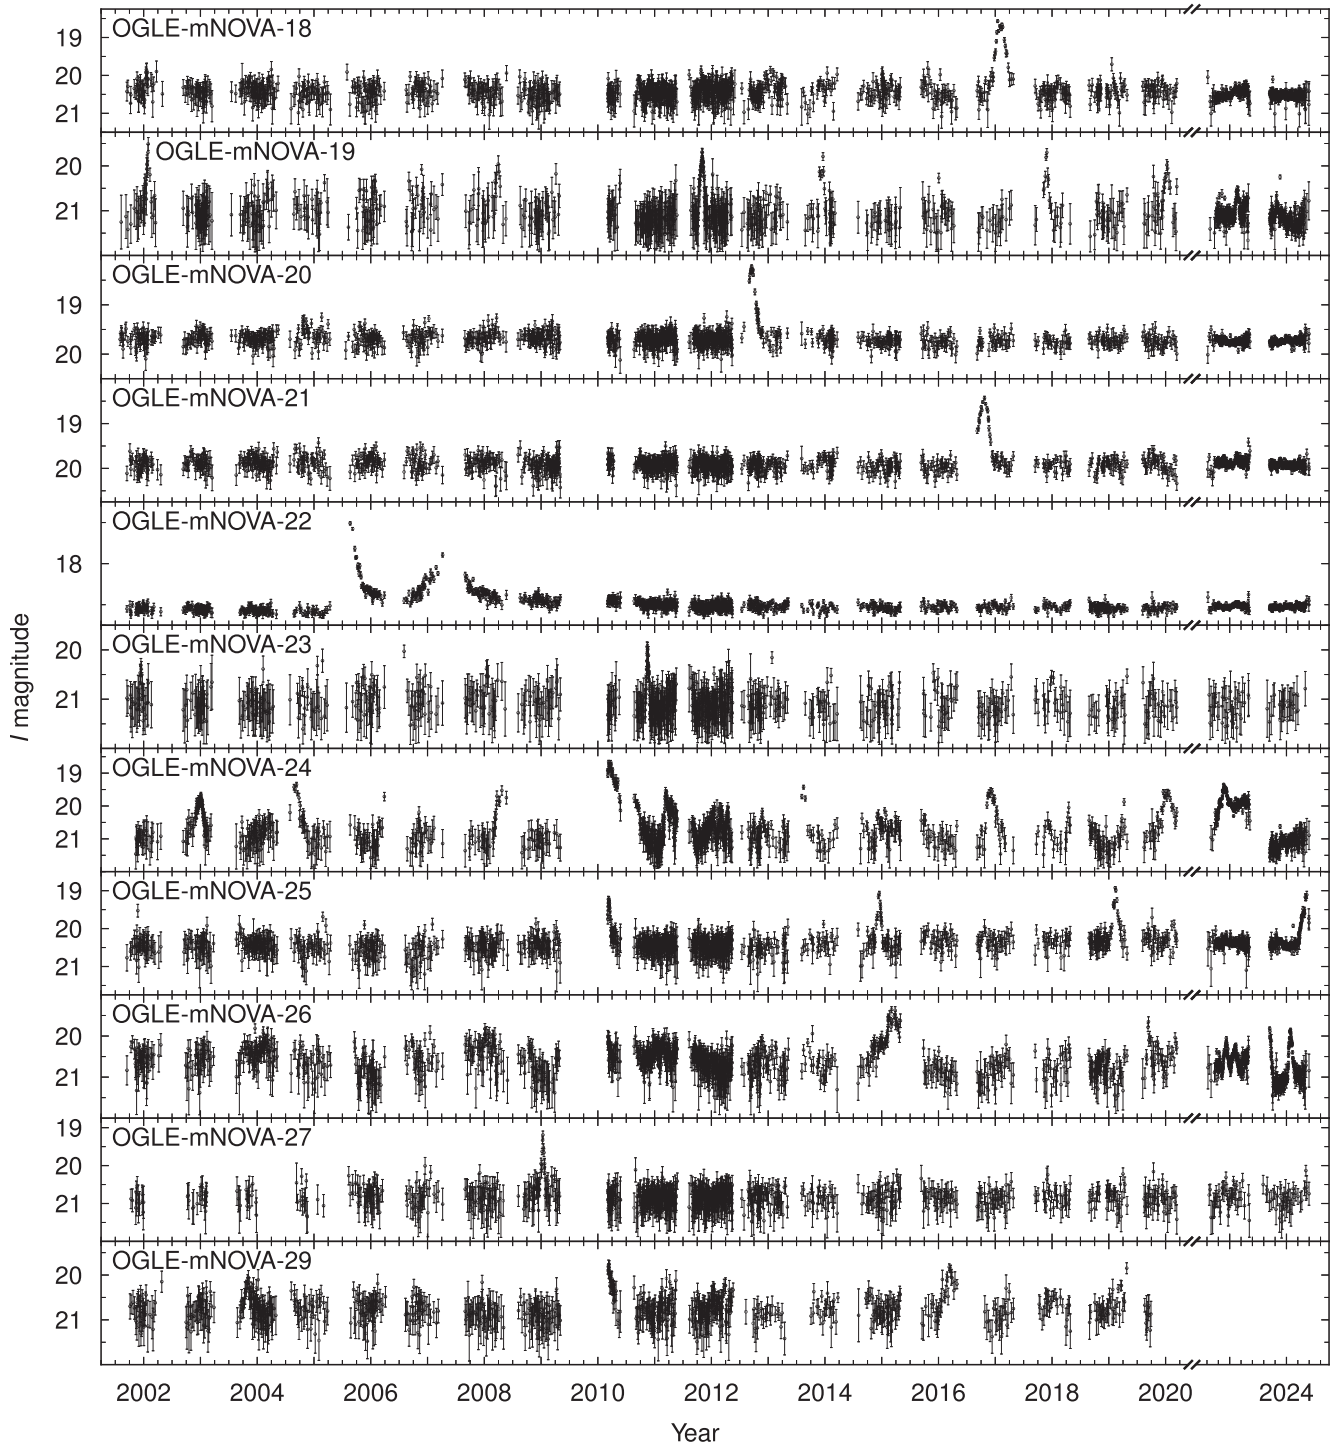 OGLE-mNOVA-18
19
20
21
OGLE-mNOVA-19
20
21
OGLE-mNOVA-20
19
20
OGLE-mNOVA-21
19
20
OGLE-mNOVA-22
18
I magnitude
OGLE-mNOVA-23
20
21
OGLE-mNOVA-24
19
20
21
OGLE-mNOVA-25
19
20
21
OGLE-mNOVA-26
20
21
OGLE-mNOVA-27
19
20
21
OGLE-mNOVA-29
20
21
2002 2004 2006 2008 2010 2012 2014 2016 2018 2020 2024
Year